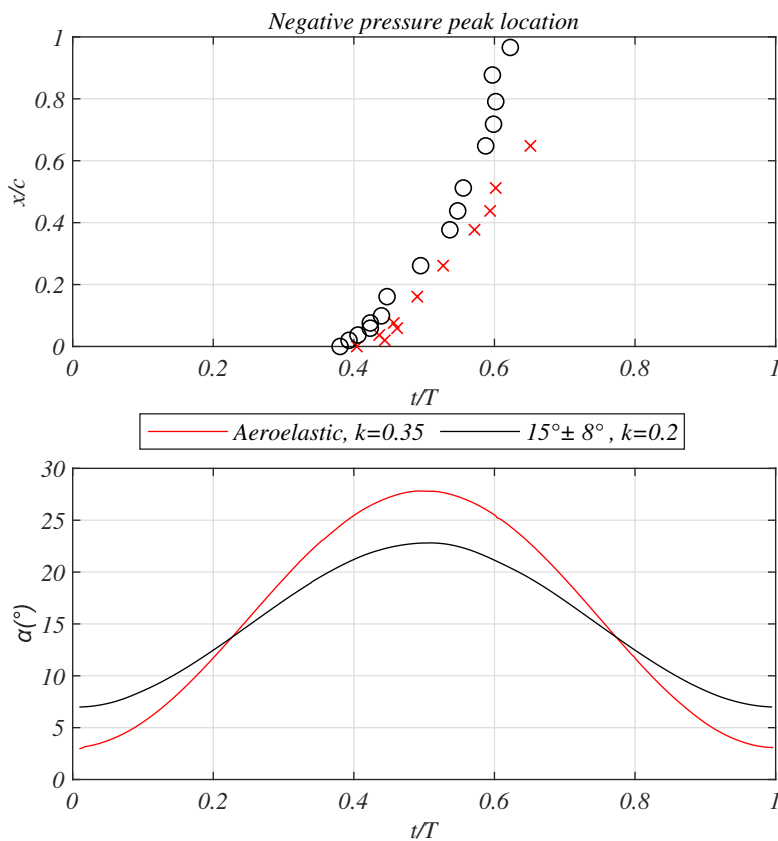 Negative pressure peak location
1
0.8
0.6
0.4
0.2
0
x/c
0 0.2 0.4 0.6 0.8 1
t/T
Aeroelastic, k=0.35 15°± 8° , k=0.2
30
25
20
15
10
5
0
α(°)
0 0.2 0.4 0.6 0.8 1
t/T